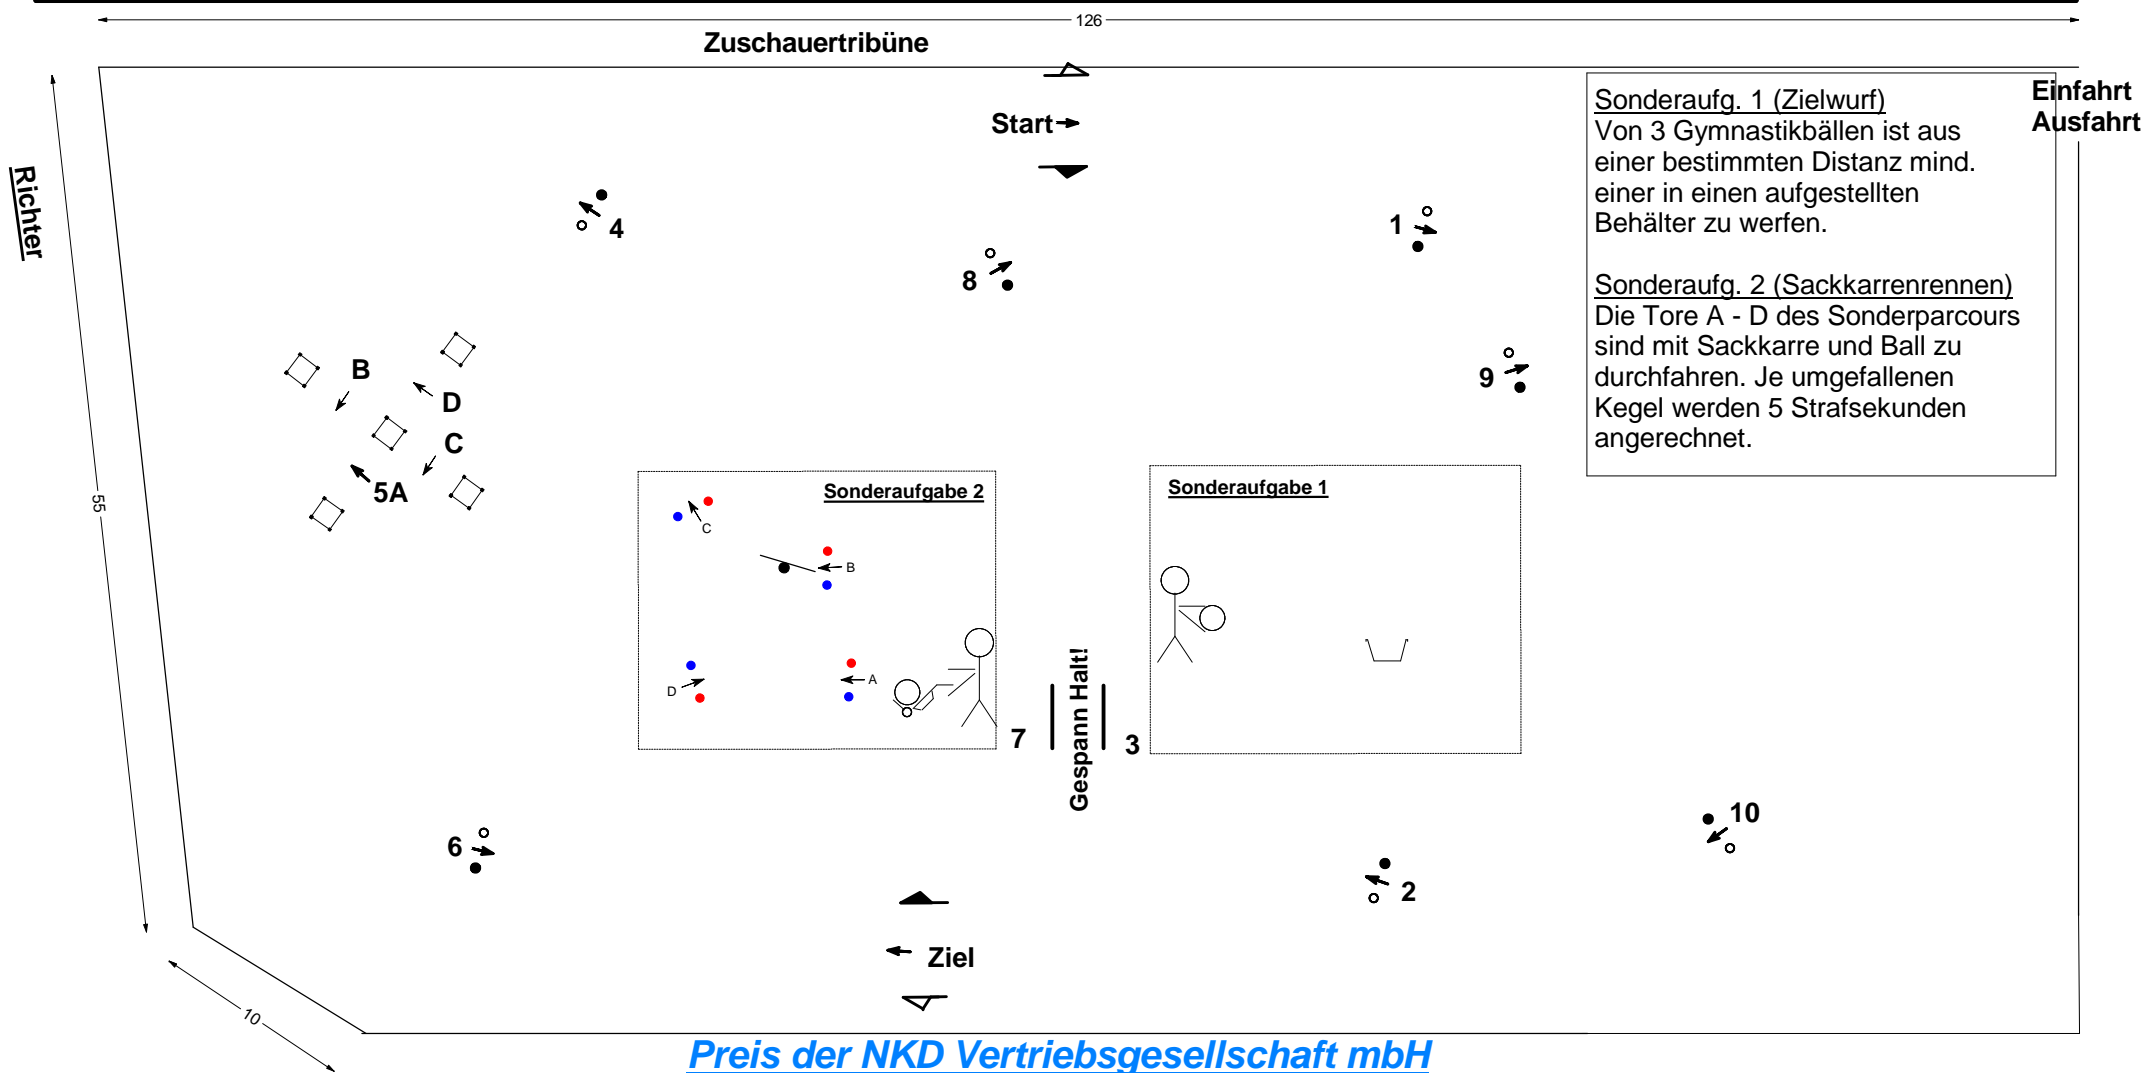 126
Zuschauertribüne
Einfahrt
Ausfahrt
Start
Richter
Sonderaufg. 1 (Zielwurf)
Von 3 Gymnastikbällen ist aus
einer bestimmten Distanz mind.
einer in einen aufgestellten
Behälter zu werfen.
Sonderaufg. 2 (Sackkarrenrennen)
Die Tore A - D des Sonderparcours
sind mit Sackkarre und Ball zu
durchfahren. Je umgefallenen
Kegel werden 5 Strafsekunden
angerechnet.
4
1
8
9
B
D
C
5A
55
Sonderaufgabe 2
C
B
D
A
Sonderaufgabe 1
7
Gespann Halt!
3
6
10
2
Ziel
10
Preis der NKD Vertriebsgesellschaft mbH